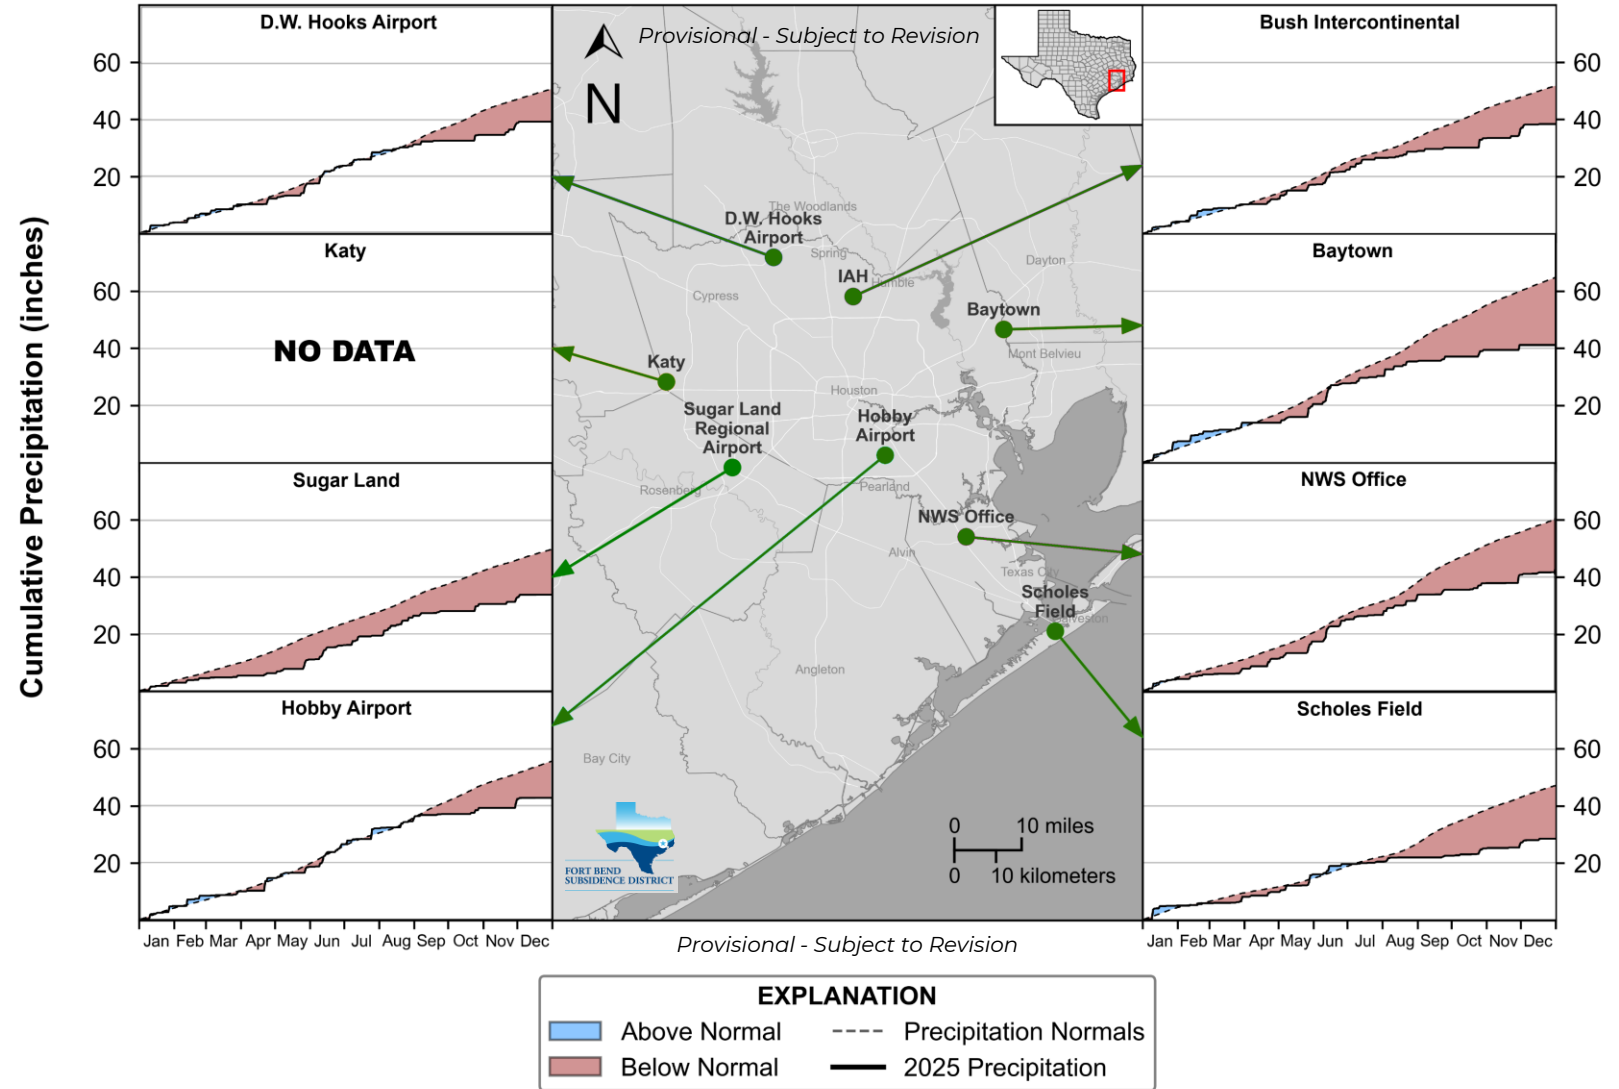 Cumulative Precipitation (inches)
D.W. Hooks Airport
60
40
20
Katy
60
40
20
NO DATA
Sugar Land
60
40
20
Hobby Airport
60
40
20
Jan Feb Mar Apr May Jun Jul Aug Sep Oct Nov Dec
Provisional - Subject to Revision
N
The Woodlands
D.W. Hooks
Airport
Spring
IAH
Humble
Dayton
Cypress
Baytown
Mont Belvieu
Katy
Houston
Sugar Land
Regional
Airport
Hobby
Airport
Rosenberg
Pearland
NWS Office
Alvin
Texas City
Scholes
Field
Galveston
Angleton
Bay City
FORT BEND
SUBSIDENCE DISTRICT
0 10 miles
0 10 kilometers
Provisional - Subject to Revision
Bush Intercontinental
60
40
20
Baytown
60
40
20
NWS Office
60
40
20
Scholes Field
60
40
20
Jan Feb Mar Apr May Jun Jul Aug Sep Oct Nov Dec
EXPLANATION
Above Normal
Precipitation Normals
Below Normal
2025 Precipitation